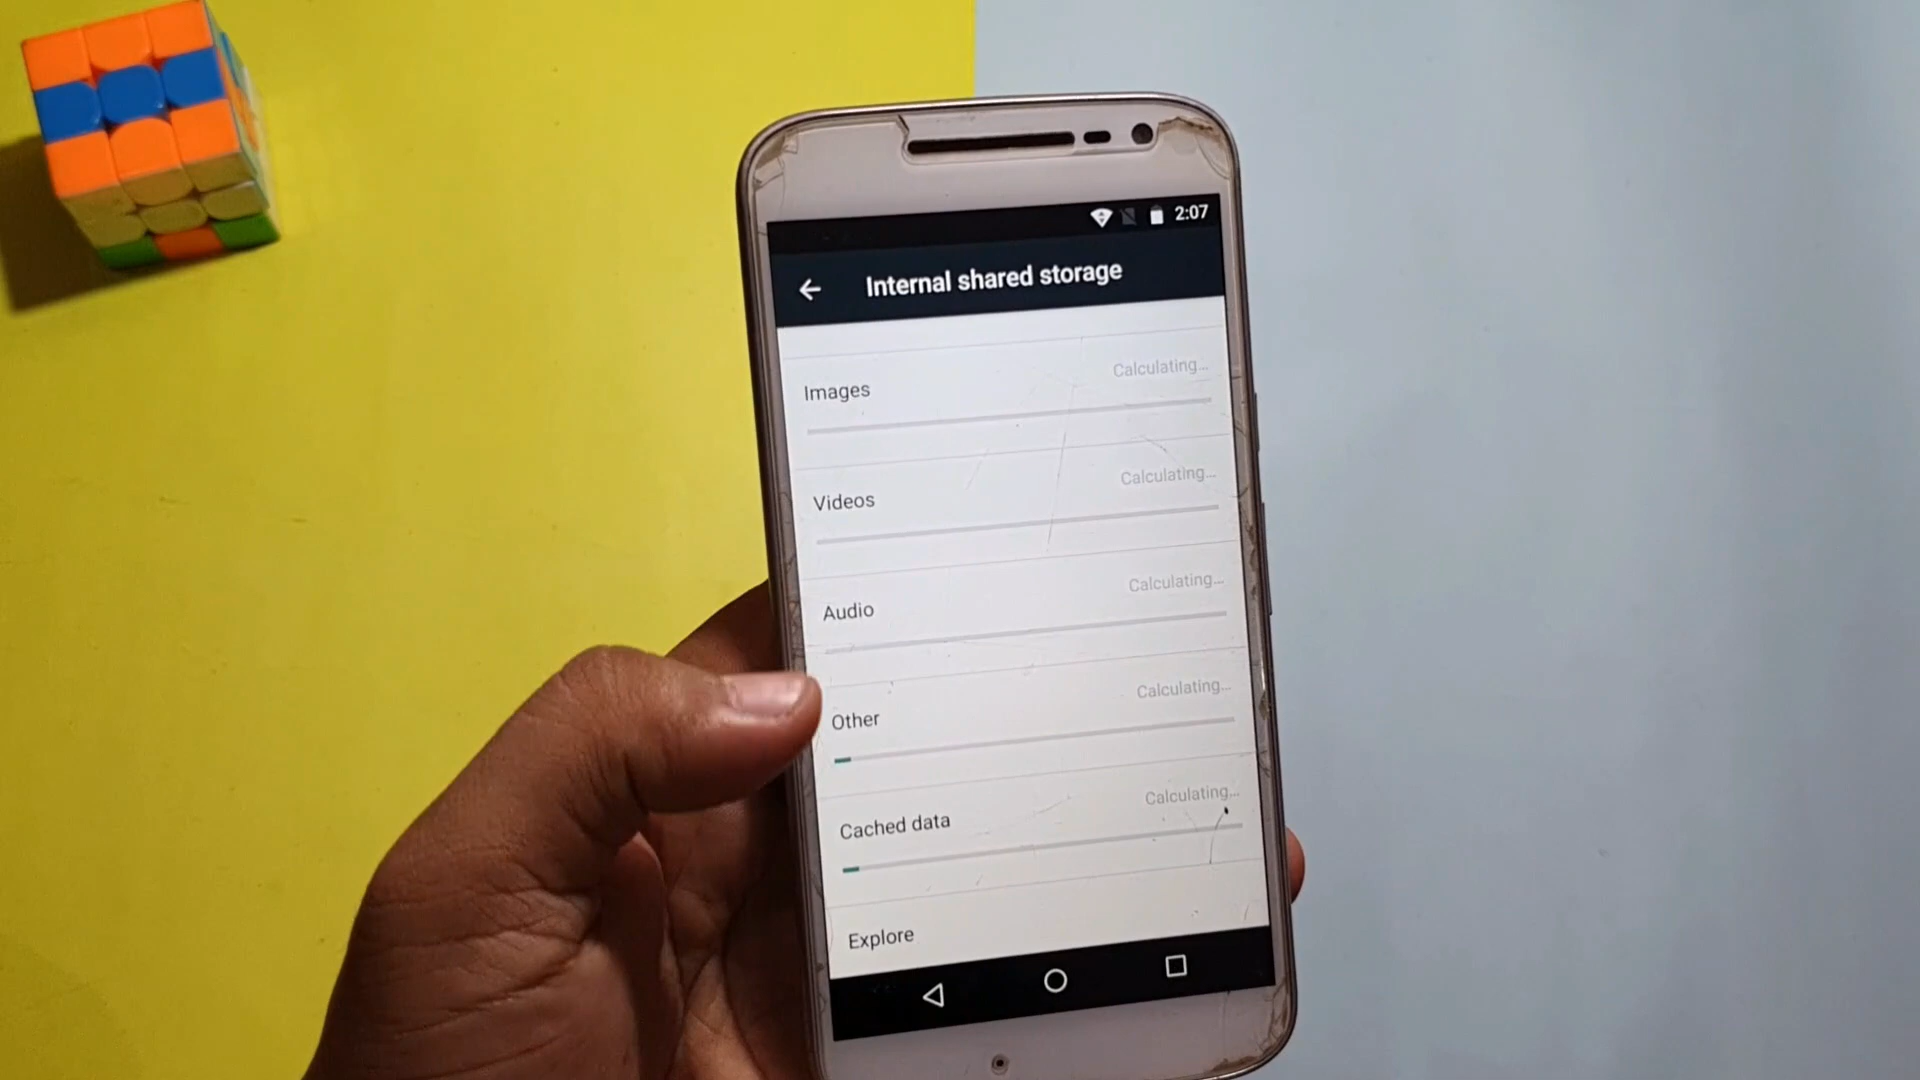 2:07
Internal shared storage
Images
Calculating...
Videos
Calculating...
Audio
Calculating...
Other
Calculating...
Cached data
Calculating...
Explore